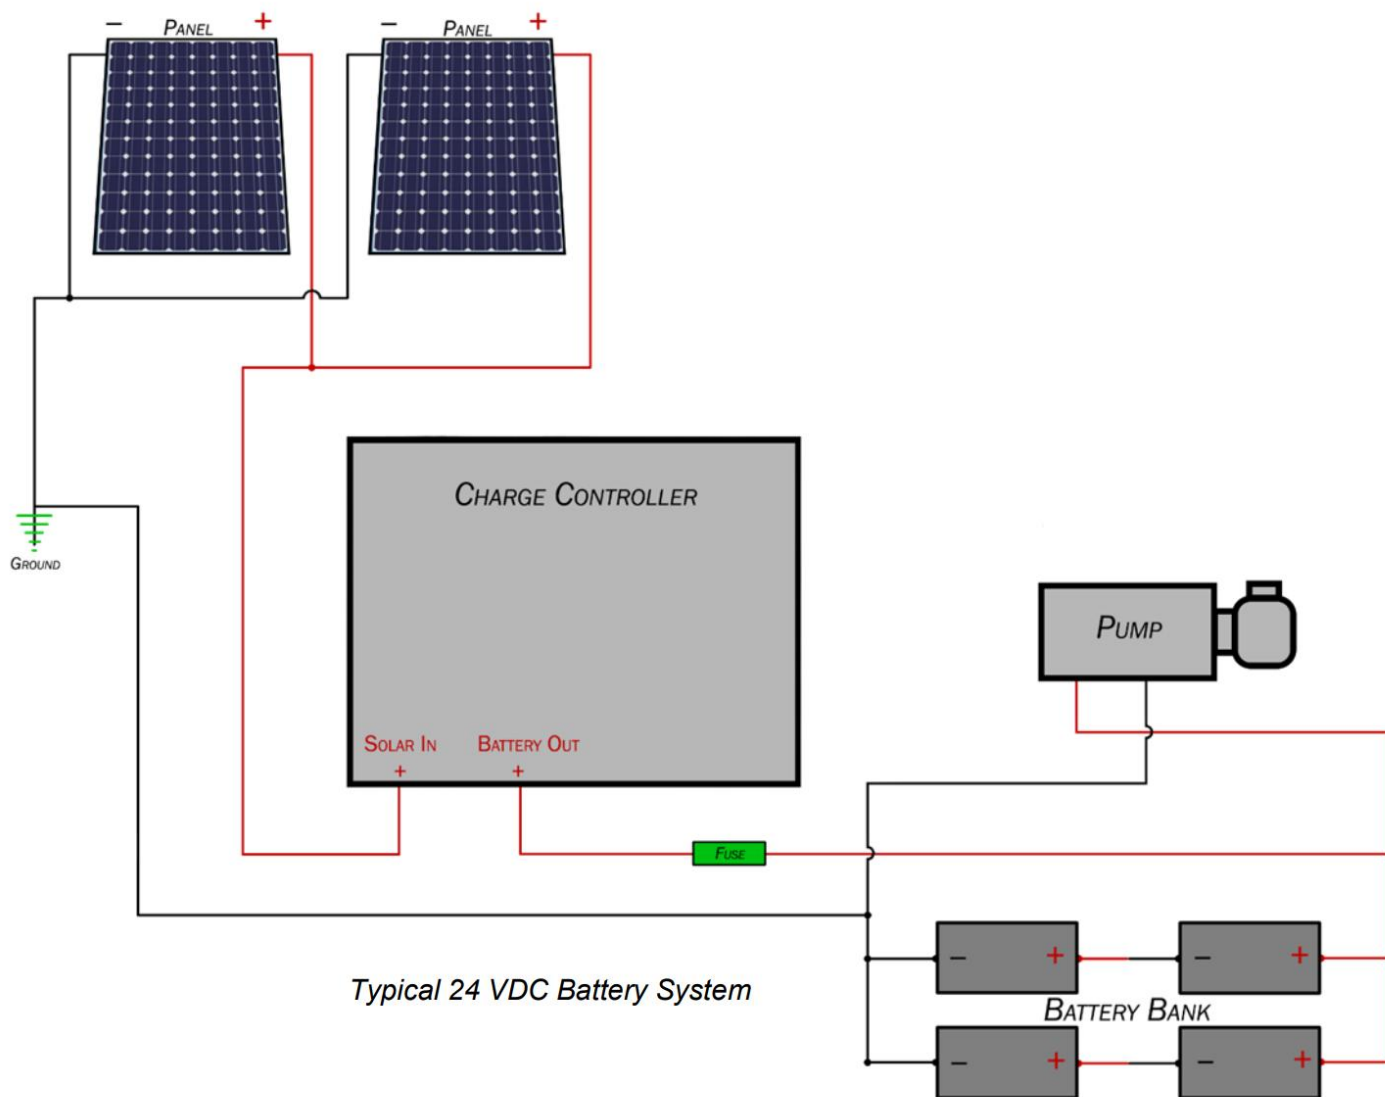 − PANEL + − PANEL +
CHARGE CONTROLLER
GROUND
PUMP
SOLAR IN BATTERY OUT
+ +
FUSE
− + − +
Typical 24 VDC Battery System
BATTERY BANK
− + − +